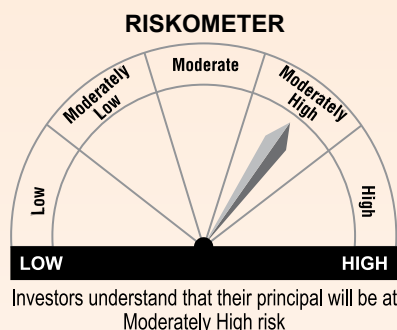 RISKOMETER
Moderate
Moderately
Low
Moderately
High
Low
High
LOW HIGH
Investors understand that their principal will be at
Moderately High risk